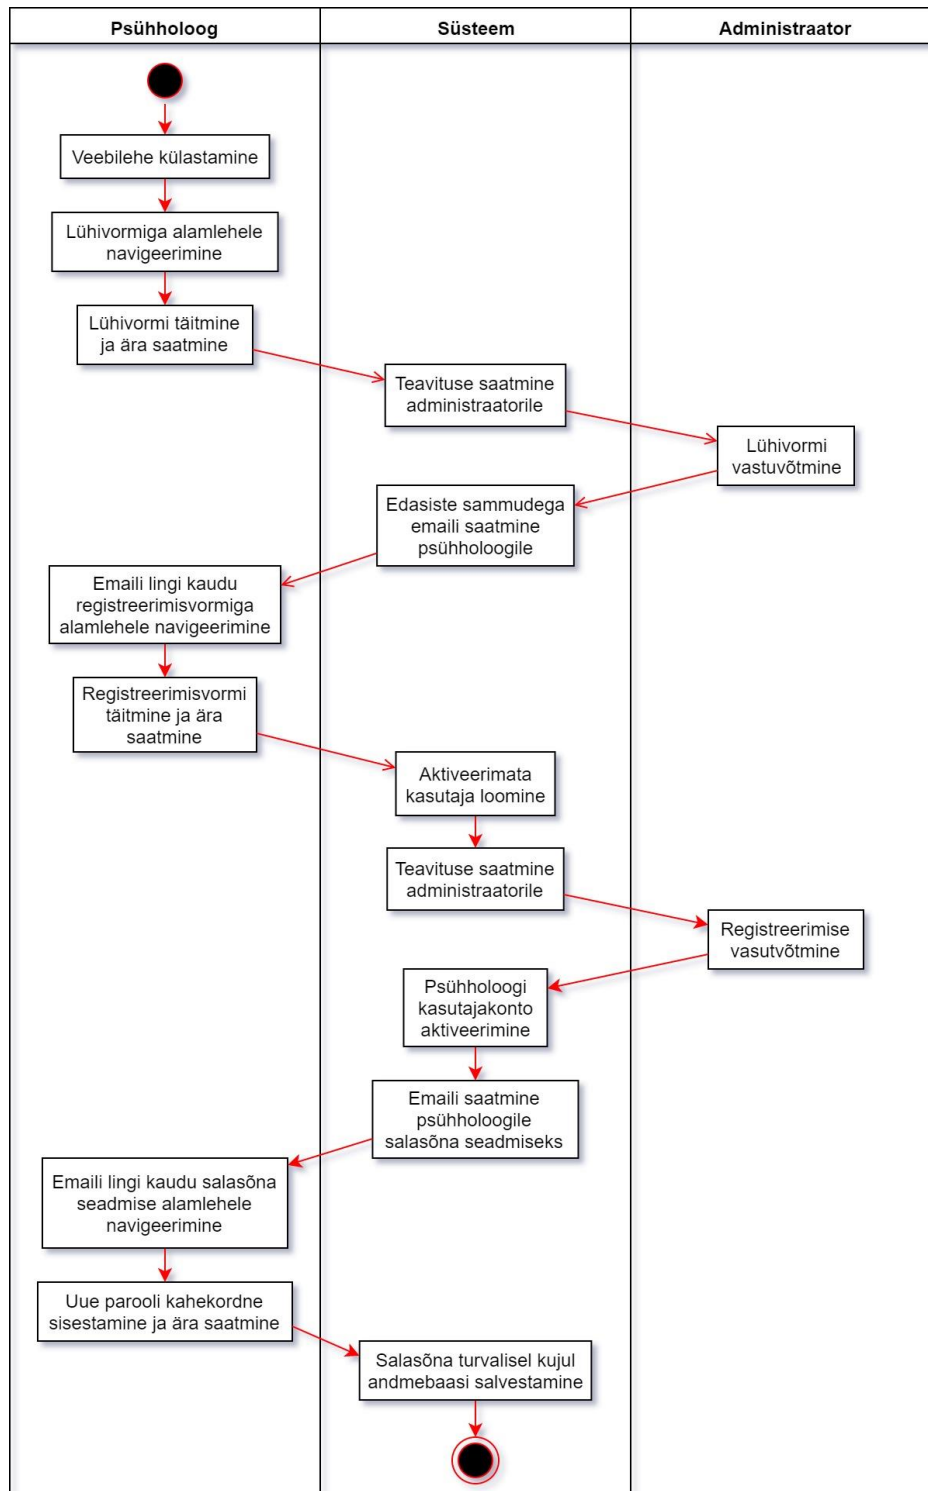 Psühholoog
Süsteem
Administraator
Veebilehe külastamine
Lühivormiga alamlehele
navigeerimine
Lühivormi täitmine
ja ära saatmine
Teavituse saatmine
administraatorile
Lühivormi
vastuvõtmine
Edasiste sammudega
emaili saatmine
psühholoogile
Emaili lingi kaudu
registreerimisvormiga
alamlehele navigeerimine
Registreerimisvormi
täitmine ja ära
saatmine
Aktiveerimata
kasutaja loomine
Teavituse saatmine
administraatorile
Registreerimise
vasutvõtmine
Psühholoogi
kasutajakonto
aktiveerimine
Emaili saatmine
psühholoogile
salasõna seadmiseks
Emaili lingi kaudu salasõna
seadmise alamlehele
navigeerimine
Uue parooli kahekordne
sisestamine ja ära saatmine
Salasõna turvalisel kujul
andmebaasi salvestamine